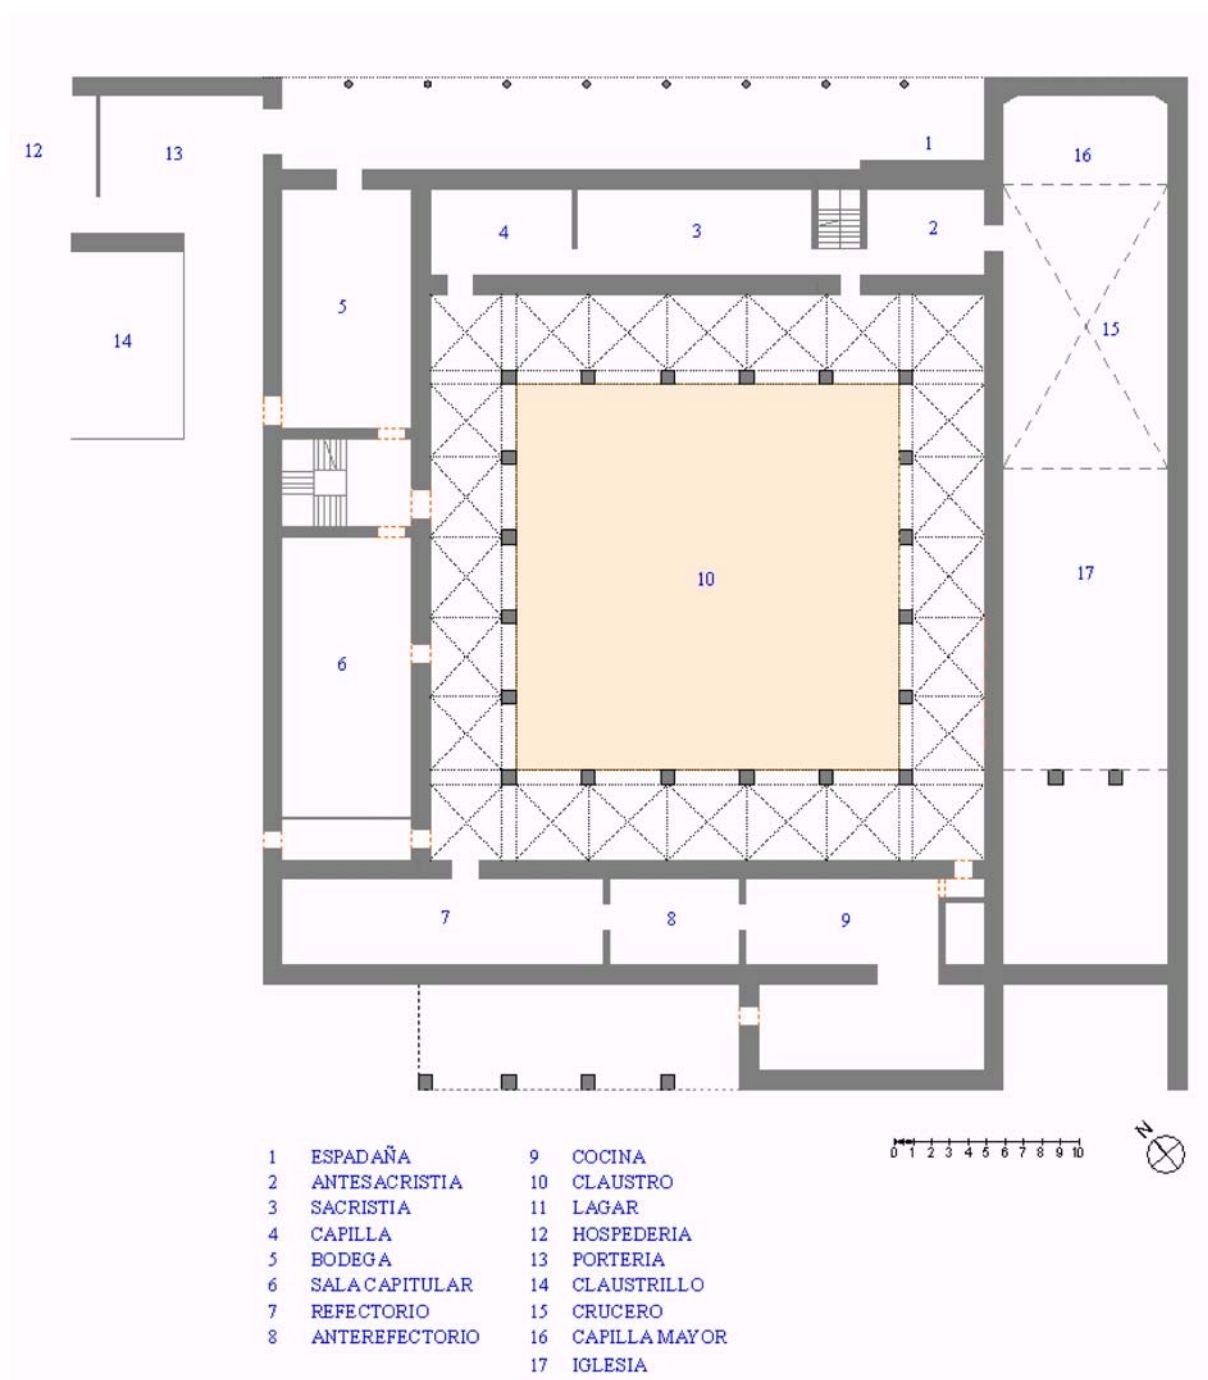 1
12
13
16
4
3
2
5
15
14
10
17
6
7
8
9
N
0 1 2 3 4 5 6 7 8 9 10
1 ESPADAÑA
2 ANTESACRISTIA
3 SACRISTIA
4 CAPILLA
5 BODEGA
6 SALA CAPITULAR
7 REFECTORIO
8 ANTEREFECTORIO
9 COCINA
10 CLAUSTRO
11 LAGAR
12 HOSPEDERIA
13 PORTERIA
14 CLAUSTRILLO
15 CRUCERO
16 CAPILLA MAYOR
17 IGLESIA